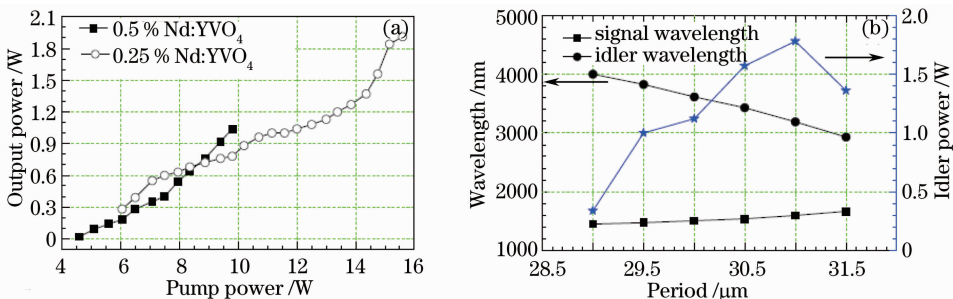 (a)
0.5 % Nd:YVO4
0.25 % Nd:YVO4
Output power /W
2.1
1.8
1.5
1.2
0.9
0.6
0.3
0
4 6 8 10 12 14 16
Pump power /W
(b)
signal wavelength
idler wavelength
Wavelength /nm
5000
4000
3000
2000
1000
28.5 29.5 30.5 31.5
Period /μm
2.0
1.5
1.0
0.5
0
Idler power /W